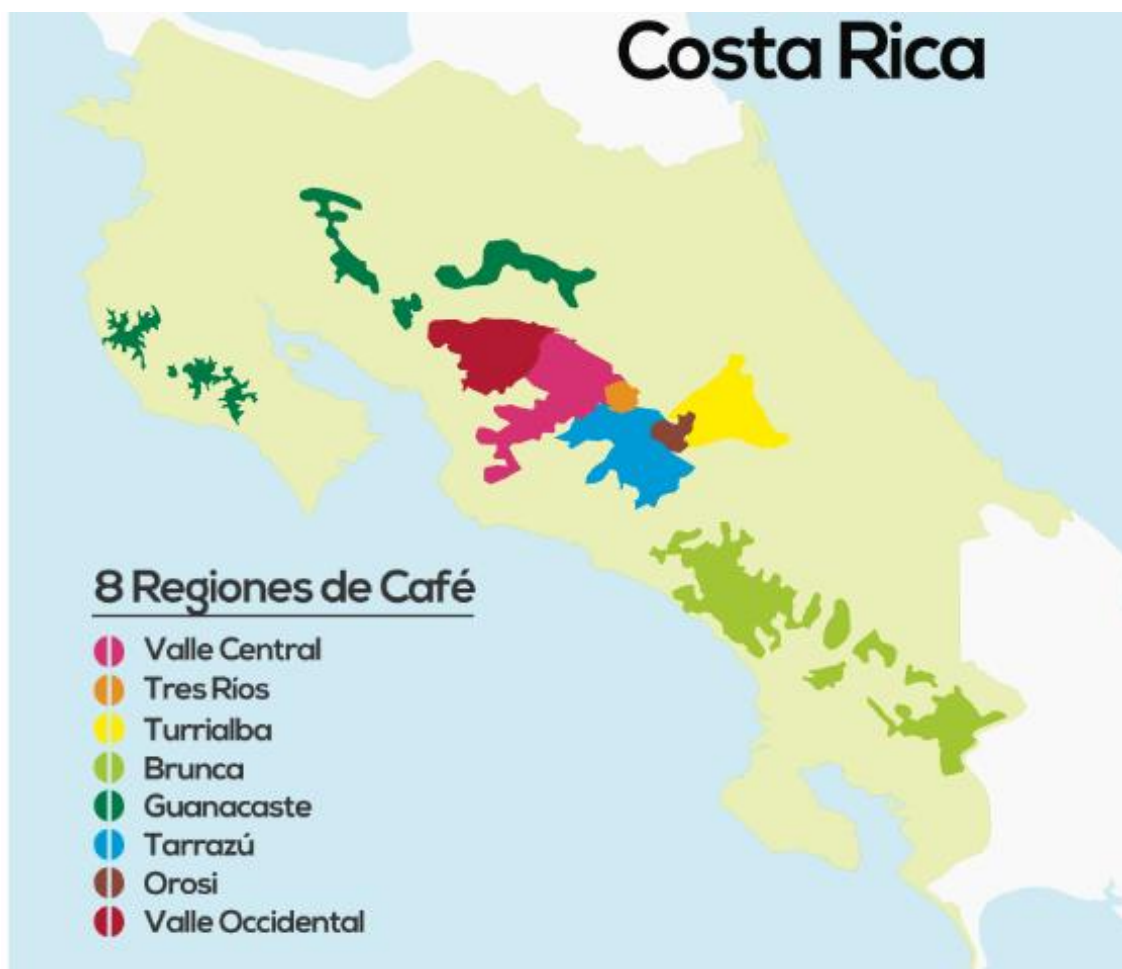 Costa Rica
8 Regiones de Café
Valle Central
Tres Ríos
Turrialba
Brunca
Guanacaste
Tarrazú
Orosi
Valle Occidental